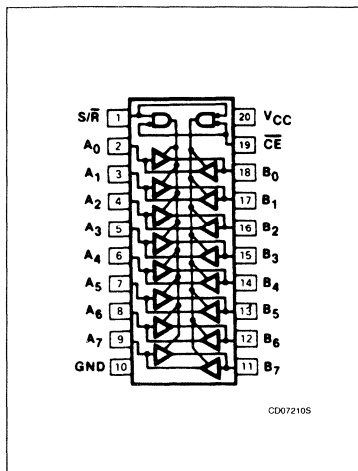 S/R̅ 1 20 VCC
A0 2 19 C̅E̅
A1 3 18 B0
A2 4 17 B1
A3 5 16 B2
A4 6 15 B3
A5 7 14 B4
A6 8 13 B5
A7 9 12 B6
GND 10 11 B7
CD07210S